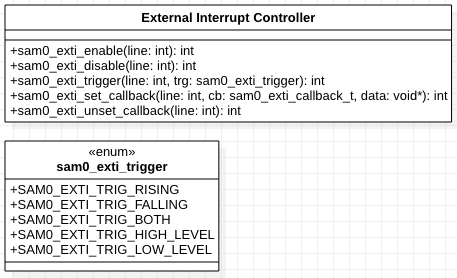 External Interrupt Controller
+sam0_exti_enable(line: int): int
+sam0_exti_disable(line: int): int
+sam0_exti_trigger(line: int, trg: sam0_exti_trigger): int
+sam0_exti_set_callback(line: int, cb: sam0_exti_callback_t, data: void*): int
+sam0_exti_unset_callback(line: int): int
«enum»
sam0_exti_trigger
+SAM0_EXTI_TRIG_RISING
+SAM0_EXTI_TRIG_FALLING
+SAM0_EXTI_TRIG_BOTH
+SAM0_EXTI_TRIG_HIGH_LEVEL
+SAM0_EXTI_TRIG_LOW_LEVEL